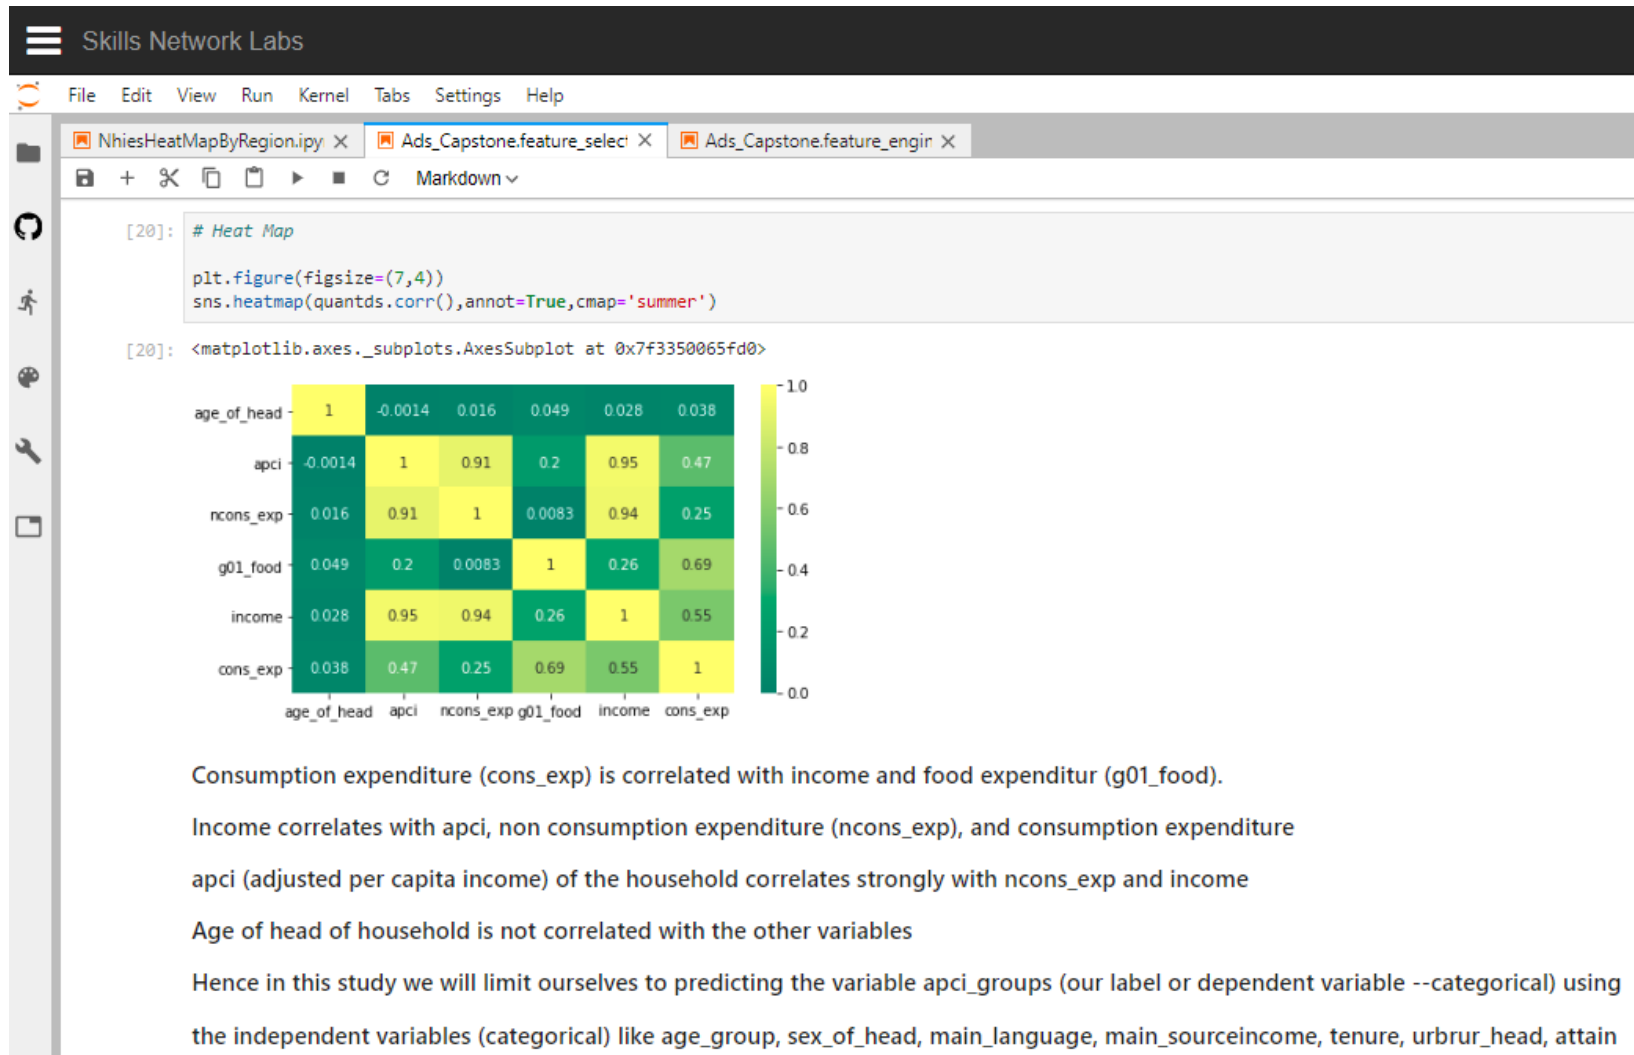 Skills Network Labs
File Edit View Run Kernel Tabs Settings Help
NhiesHeatMapByRegion.ipy Ads_Capstone.feature_select Ads_Capstone.feature_engir
Markdown
[20]: # Heat Map
plt.figure(figsize=(7,4))
sns.heatmap(quantds.corr(),annot=True,cmap='summer')
[20]: <matplotlib.axes._subplots.AxesSubplot at 0x7f3350065fd0>
1.0
age_of_head 1 -0.0014 0.016 0.049 0.028 0.038
0.8
apci -0.0014 1 0.91 0.2 0.95 0.47
ncons_exp 0.016 0.91 1 0.0083 0.94 0.25
0.6
g01_food 0.049 0.2 0.0083 1 0.26 0.69
0.4
income 0.028 0.95 0.94 0.26 1 0.55
0.2
cons_exp 0.038 0.47 0.25 0.69 0.55 1
0.0
age_of_head apci ncons_exp g01_food income cons_exp
Consumption expenditure (cons_exp) is correlated with income and food expenditur (g01_food).
Income correlates with apci, non consumption expenditure (ncons_exp), and consumption expenditure
apci (adjusted per capita income) of the household correlates strongly with ncons_exp and income
Age of head of household is not correlated with the other variables
Hence in this study we will limit ourselves to predicting the variable apci_groups (our label or dependent variable --categorical) using
the independent variables (categorical) like age_group, sex_of_head, main_language, main_sourceincome, tenure, urbrur_head, attain